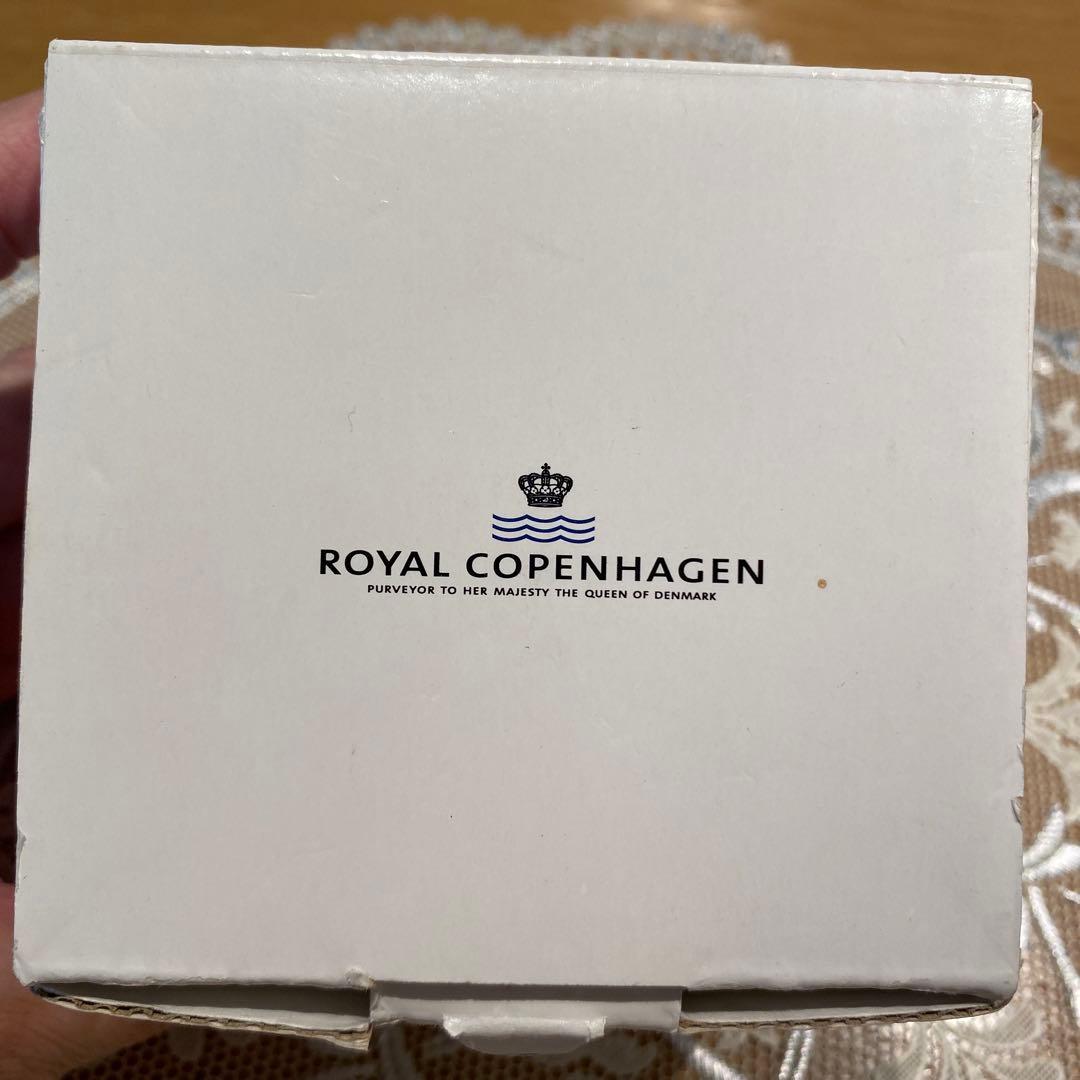 ROYAL COPENHAGEN
PURVEYOR TO HER MAJESTY THE QUEEN OF DENMARK